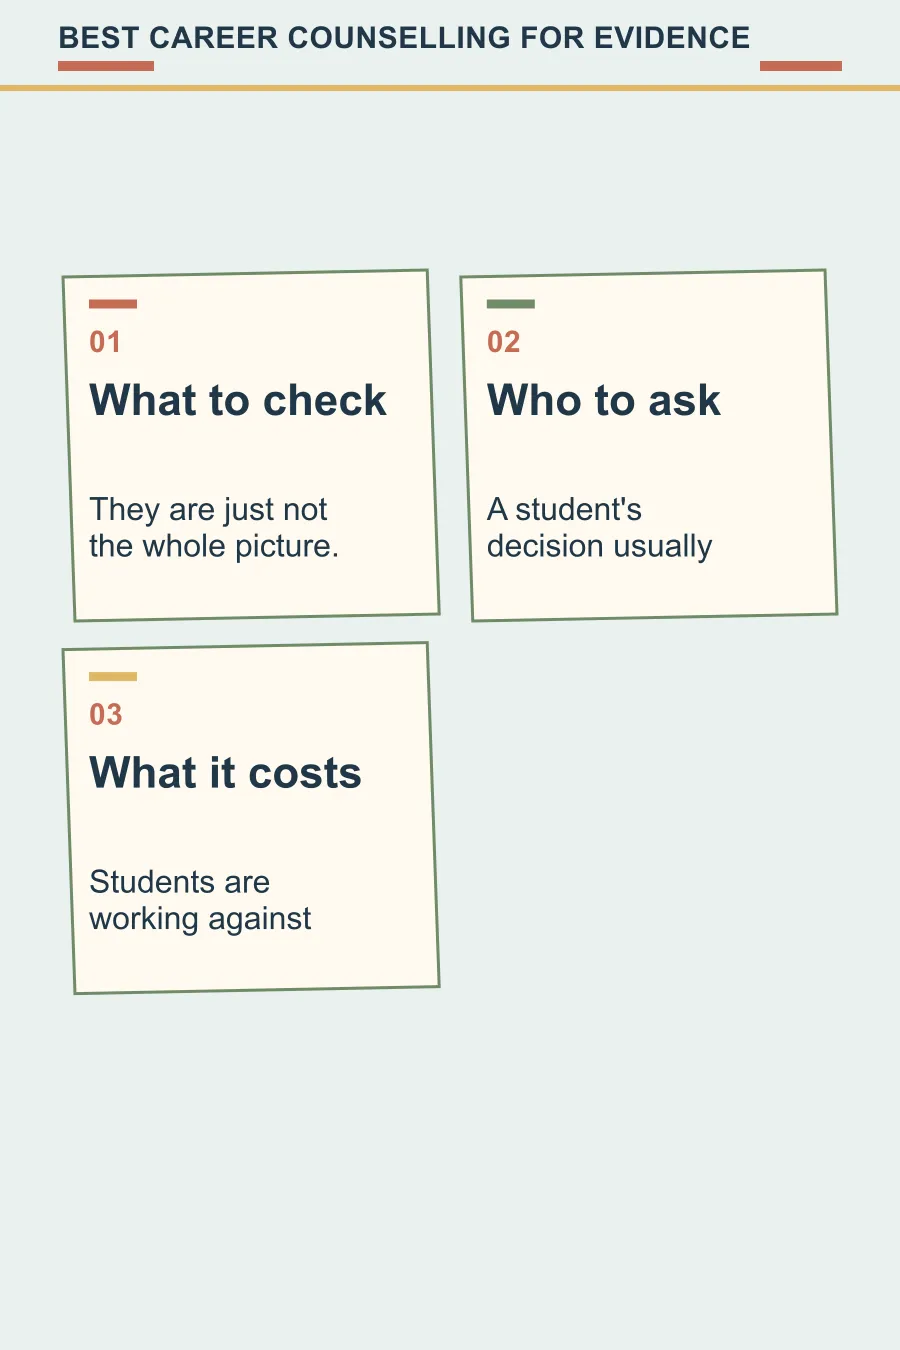 BEST CAREER COUNSELLING FOR EVIDENCE
01
What to check
They are just not
the whole picture.
02
Who to ask
A student's
decision usually
03
What it costs
Students are
working against